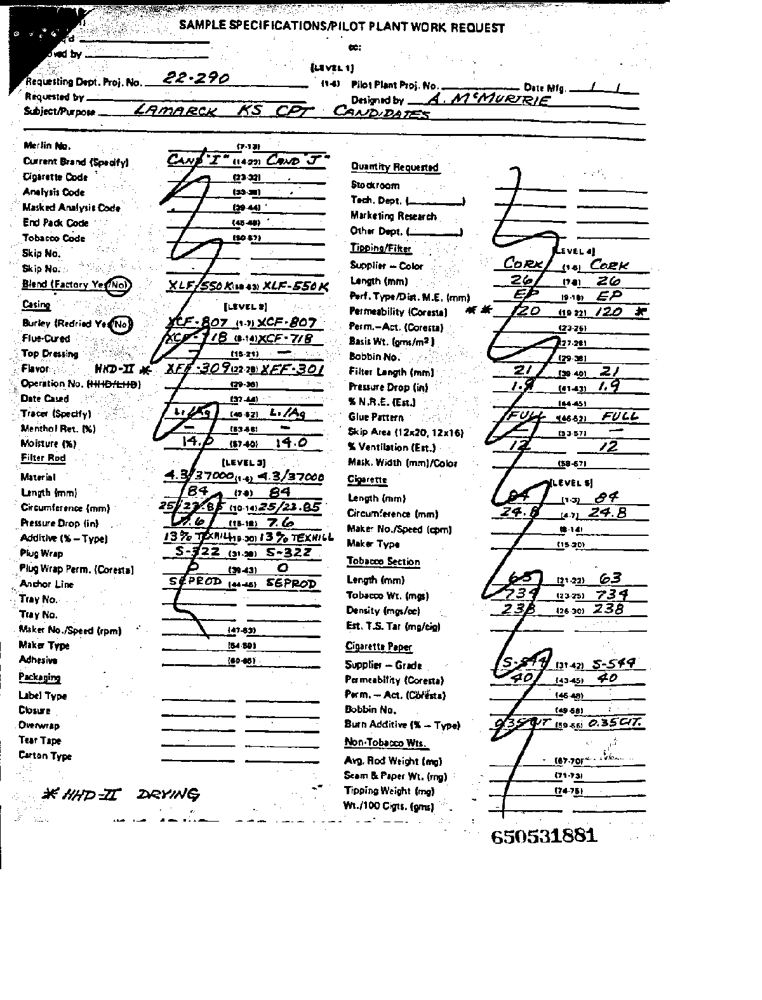 SAMPLE SPECIFICATIONS/PILOT PLANT WORK REQUEST
cc:
[LEVEL 1]
Requesting Dept. Proj. No. 22-290 (1-6) Pilot Plant Proj. No. Date Mfg. / /
Requested by Designed by A. McMURTRIE
Subject/Purpose LAMARCK KS CPT CANDIDATES
Merlin No. (7-13)
Current Brand (Specify) CAND "I" (14-22) CAND "J"
Cigarette Code (23-32)
Analysis Code (33-38)
Masked Analysis Code (39-44)
End Pack Code (45-49)
Tobacco Code (50-57)
Skip No.
Skip No.
Blend (Factory Yes/No) XLF/550K XLF-550K
Casing [LEVEL 2]
Burley (Redried Yes/No) XCF-807 (1-7) XCF-807
Flue-Cured XCF-718 (8-14) XCF-718
Top Dressing — (15-21) —
Flavor HHD-II * XFF-309 (22-28) XFF-301
Operation No. (HHD/LHD) (29-36)
Date Cased (37-44)
Tracer (Specify) Li/Ag Li/Ag
Menthol Ret. (%) — —
Moisture (%) 14.0 (57-60) 14.0
Filter Rod [LEVEL 3]
Material 4.3/37000 (1-6) 4.3/37000
Length (mm) 84 (7-9) 84
Circumference (mm) 25/23.85 (10-14) 25/23.85
Pressure Drop (in) 7.6 (15-18) 7.6
Additive (% – Type) 13% TEXHILL (19-30) 13% TEXHILL
Plug Wrap S-322 (31-38) S-322
Plug Wrap Perm. (Coresta) 0 (39-43) 0
Anchor Line SEPROD (44-46) SEPROD
Tray No.
Tray No.
Maker No./Speed (rpm) (47-53)
Maker Type (54-59)
Adhesive (60-65)
Packaging
Label Type
Closure
Overwrap
Tear Tape
Carton Type
* HHD-II DRYING
Quantity Requested
Stockroom
Tech. Dept. ( )
Marketing Research
Other Dept. ( )
Tipping/Filter [LEVEL 4]
Supplier – Color CORK (1-6) CORK
Length (mm) 26 (7-8) 26
Perf. Type/Dist. M.E. (mm) EP (9-18) EP
Permeability (Coresta) * * 120 (19-22) 120 *
Perm.–Act. (Coresta) (23-26)
Basis Wt. (gms/m²) (27-28)
Bobbin No. (29-38)
Filter Length (mm) 21 (39-40) 21
Pressure Drop (in) 1.9 (41-43) 1.9
% N.R.E. (Est.) (44-45)
Glue Pattern FULL (46-52) FULL
Skip Area (12x20, 12x16) — (53-57) —
% Ventilation (Est.) 12 12
Mask. Width (mm)/Color (58-67)
Cigarette [LEVEL 5]
Length (mm) 84 (1-3) 84
Circumference (mm) 24.8 (4-7) 24.8
Maker No./Speed (cpm) (8-14)
Maker Type (15-20)
Tobacco Section
Length (mm) 63 (21-22) 63
Tobacco Wt. (mgs) 734 (23-25) 734
Density (mgs/cc) 238 (26-30) 238
Est. T.S. Tar (mg/cig)
Cigarette Paper
Supplier – Grade S-544 (31-42) S-544
Permeability (Coresta) 40 (43-45) 40
Perm. – Act. (Coresta) (46-48)
Bobbin No. (49-58)
Burn Additive (% – Type) 0.35 CIT (59-66) 0.35 CIT.
Non-Tobacco Wts.
Avg. Rod Weight (mg) (67-70)
Seam & Paper Wt. (mg) (71-73)
Tipping Weight (mg) (74-75)
Wt./100 Cigts. (gms)
650531881